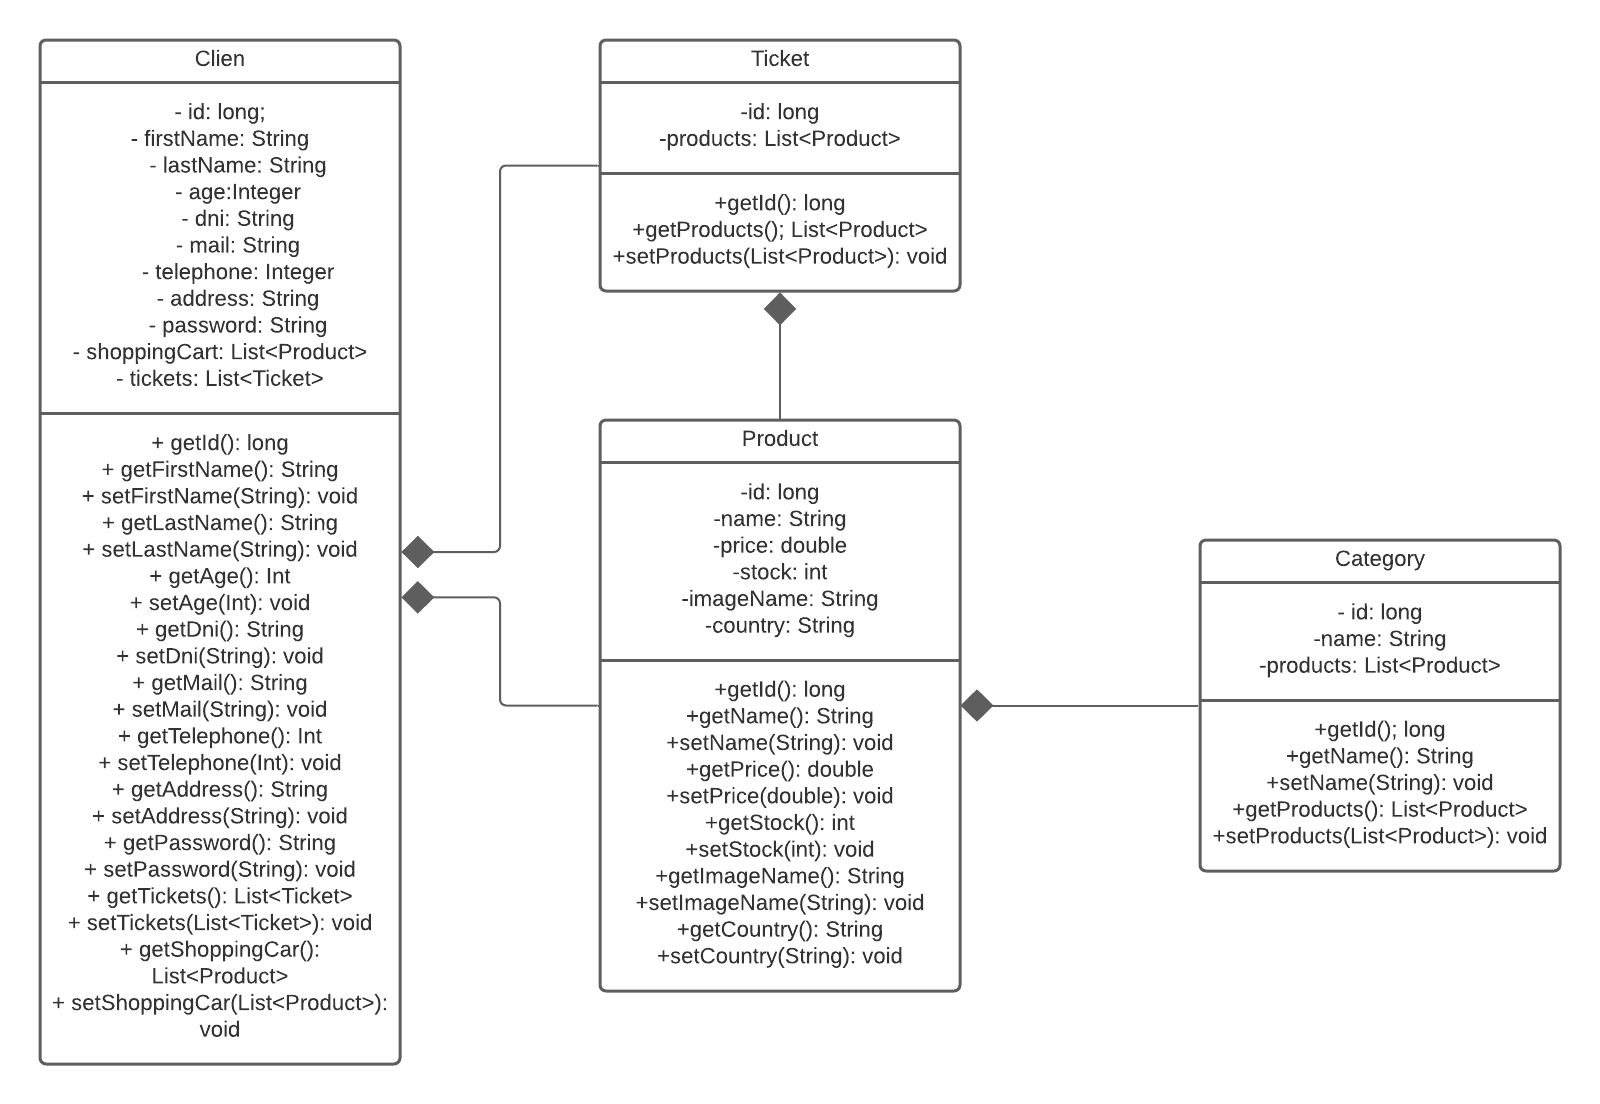 Clien
- id: long;
- firstName: String
- lastName: String
- age:Integer
- dni: String
- mail: String
- telephone: Integer
- address: String
- password: String
- shoppingCart: List<Product>
- tickets: List<Ticket>
+ getId(): long
+ getFirstName(): String
+ setFirstName(String): void
+ getLastName(): String
+ setLastName(String): void
+ getAge(): Int
+ setAge(Int): void
+ getDni(): String
+ setDni(String): void
+ getMail(): String
+ setMail(String): void
+ getTelephone(): Int
+ setTelephone(Int): void
+ getAddress(): String
+ setAddress(String): void
+ getPassword(): String
+ setPassword(String): void
+ getTickets(): List<Ticket>
+ setTickets(List<Ticket>): void
+ getShoppingCar():
List<Product>
+ setShoppingCar(List<Product>):
void
Ticket
-id: long
-products: List<Product>
+getId(): long
+getProducts(); List<Product>
+setProducts(List<Product>): void
Product
-id: long
-name: String
-price: double
-stock: int
-imageName: String
-country: String
+getId(): long
+getName(): String
+setName(String): void
+getPrice(): double
+setPrice(double): void
+getStock(): int
+setStock(int): void
+getImageName(): String
+setImageName(String): void
+getCountry(): String
+setCountry(String): void
Category
- id: long
-name: String
-products: List<Product>
+getId(); long
+getName(): String
+setName(String): void
+getProducts(): List<Product>
+setProducts(List<Product>): void